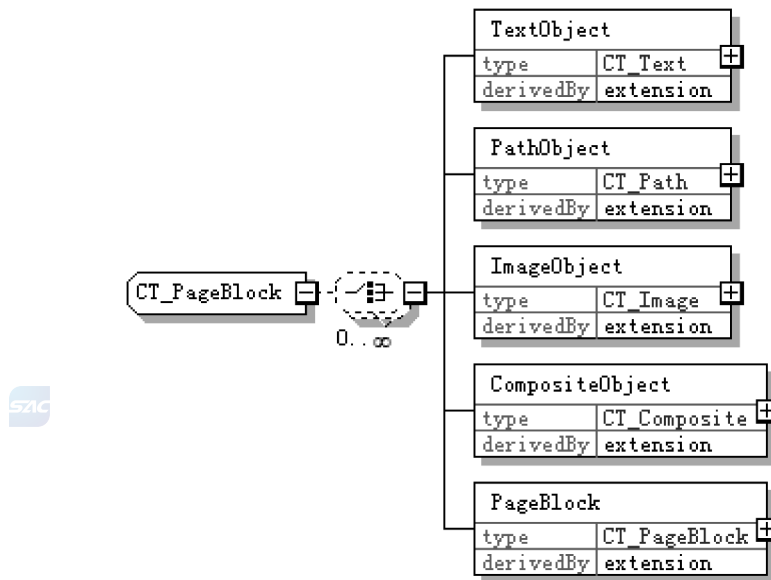 TextObject
type CT_Text
derivedBy extension
PathObject
type CT_Path
derivedBy extension
CT_PageBlock
0..∞
ImageObject
type CT_Image
derivedBy extension
CompositeObject
type CT_Composite
derivedBy extension
PageBlock
type CT_PageBlock
derivedBy extension
SAC